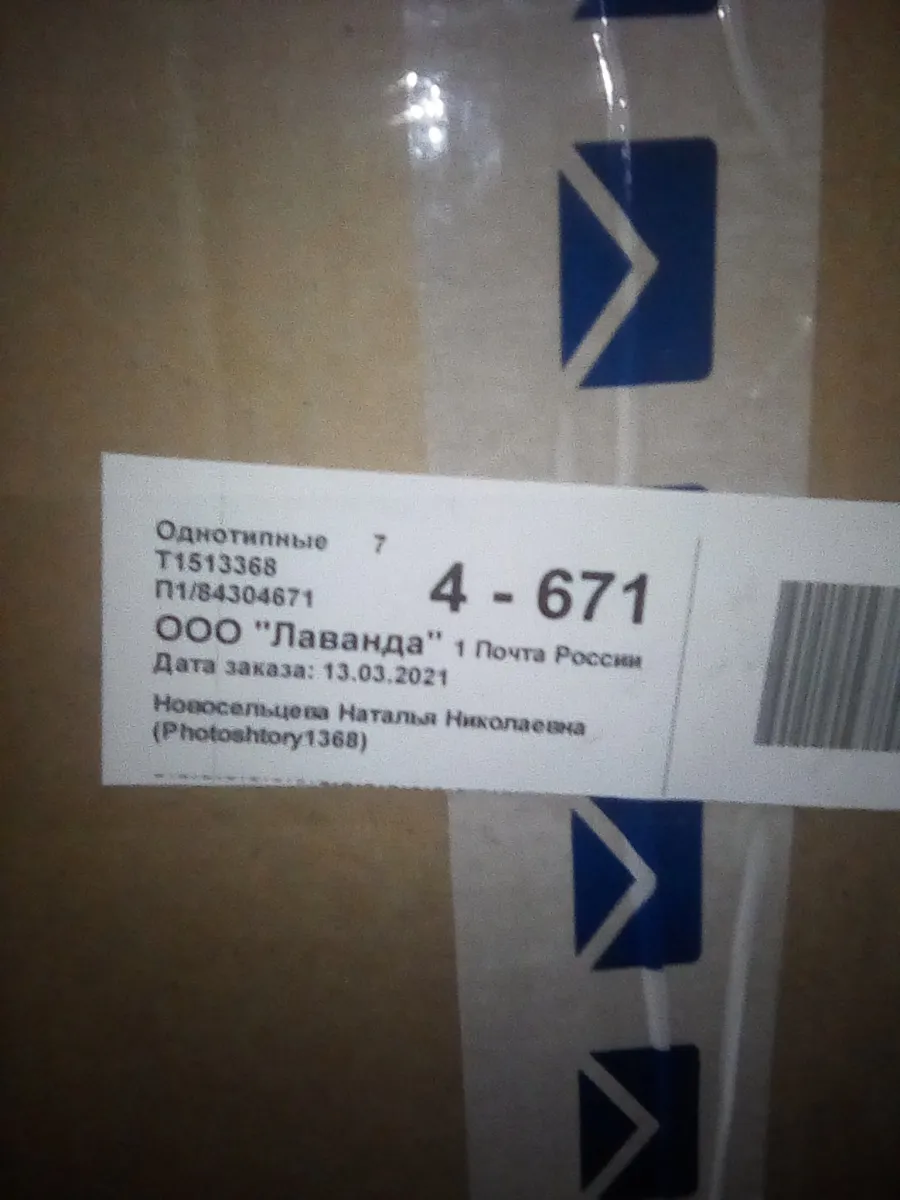 Однотипные 7
Т1513368
П1/84304671
4 - 671
ООО "Лаванда" 1 Почта России
Дата заказа: 13.03.2021
Новосельцева Наталья Николаевна
(Photoshtory1368)